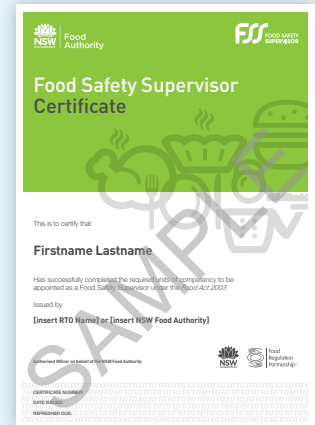 NSW
GOVERNMENT
Food
Authority
FSS FOOD SAFETY
SUPERVISOR
Food Safety Supervisor
Certificate
This is to certify that
Firstname Lastname
Has successfully completed the required units of competency to be
appointed as a Food Safety Supervisor under the Food Act 2003
Issued by
[insert RTO Name] or [insert NSW Food Authority]
Authorised Officer on behalf of the NSW Food Authority
NSW
GOVERNMENT
Food
Regulation
Partnership
CERTIFICATE NUMBER:
DATE ISSUED:
REFRESHER DUE:
SAMPLE